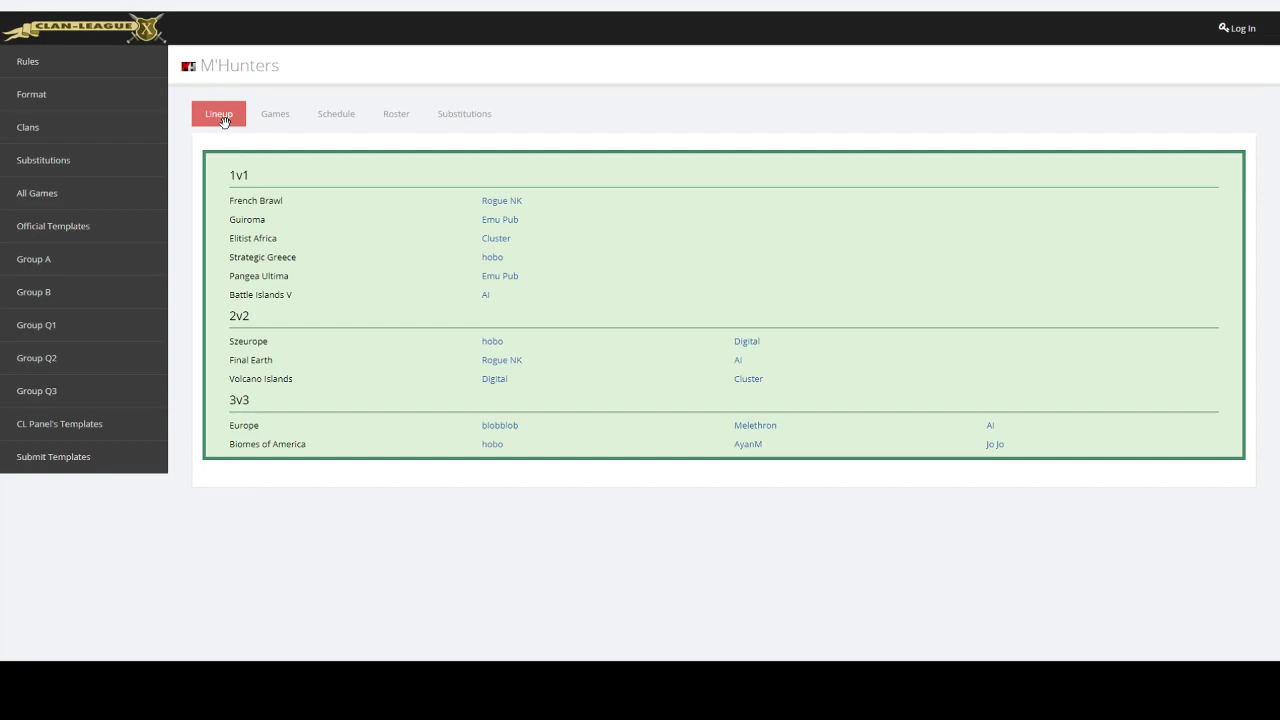 CLAN-LEAGUE X
Log In
Rules
Format
Clans
Substitutions
All Games
Official Templates
Group A
Group B
Group Q1
Group Q2
Group Q3
CL Panel's Templates
Submit Templates
M'Hunters
Lineup Games Schedule Roster Substitutions
1v1
French Brawl Rogue NK
Guiroma Emu Pub
Elitist Africa Cluster
Strategic Greece hobo
Pangea Ultima Emu Pub
Battle Islands V AI
2v2
Szeurope hobo Digital
Final Earth Rogue NK AI
Volcano Islands Digital Cluster
3v3
Europe blobblob Melethron AI
Biomes of America hobo AyanM Jo Jo